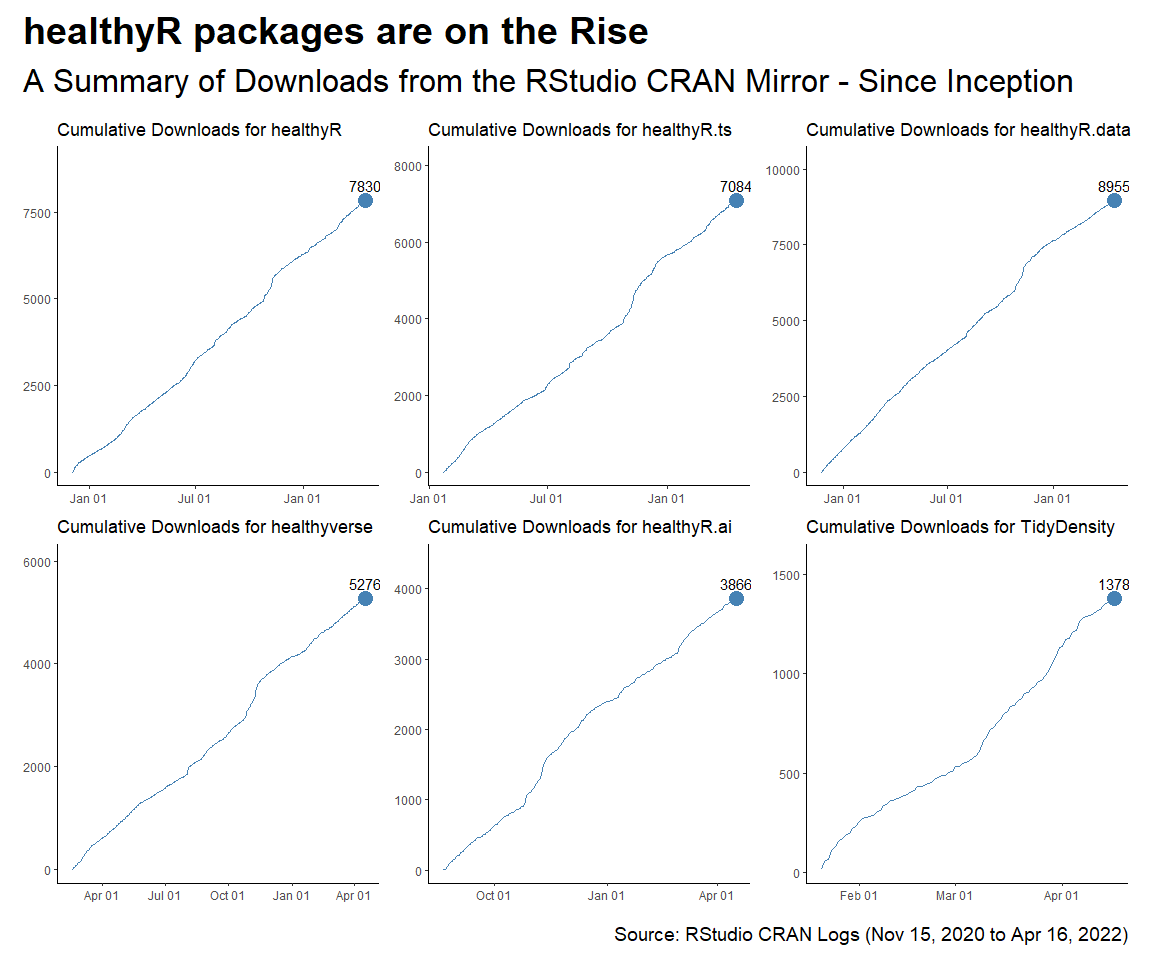 healthyR packages are on the Rise
A Summary of Downloads from the RStudio CRAN Mirror - Since Inception
Cumulative Downloads for healthyR
7830
7500
5000
2500
0
Jan 01 Jul 01 Jan 01
Cumulative Downloads for healthyR.ts
8000
7084
6000
4000
2000
0
Jan 01 Jul 01 Jan 01
Cumulative Downloads for healthyR.data
10000
8955
7500
5000
2500
0
Jan 01 Jul 01 Jan 01
Cumulative Downloads for healthyverse
6000
5276
4000
2000
0
Apr 01 Jul 01 Oct 01 Jan 01 Apr 01
Cumulative Downloads for healthyR.ai
4000
3866
3000
2000
1000
0
Oct 01 Jan 01 Apr 01
Cumulative Downloads for TidyDensity
1500
1378
1000
500
0
Feb 01 Mar 01 Apr 01
Source: RStudio CRAN Logs (Nov 15, 2020 to Apr 16, 2022)